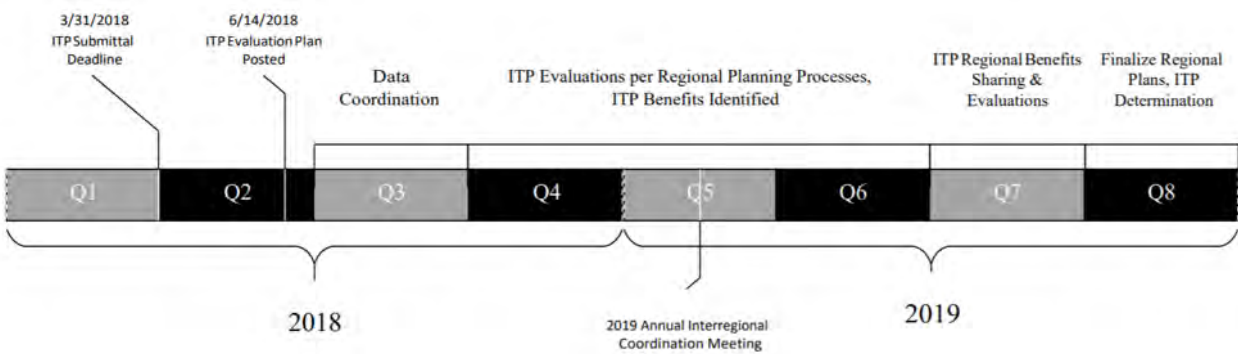 3/31/2018
ITP Submittal
Deadline
6/14/2018
ITP Evaluation Plan
Posted
Data
Coordination
ITP Evaluations per Regional Planning Processes,
ITP Benefits Identified
ITP Regional Benefits
Sharing &
Evaluations
Finalize Regional
Plans, ITP
Determination
Q1
Q2
Q3
Q4
Q5
Q6
Q7
Q8
2018
2019 Annual Interregional
Coordination Meeting
2019